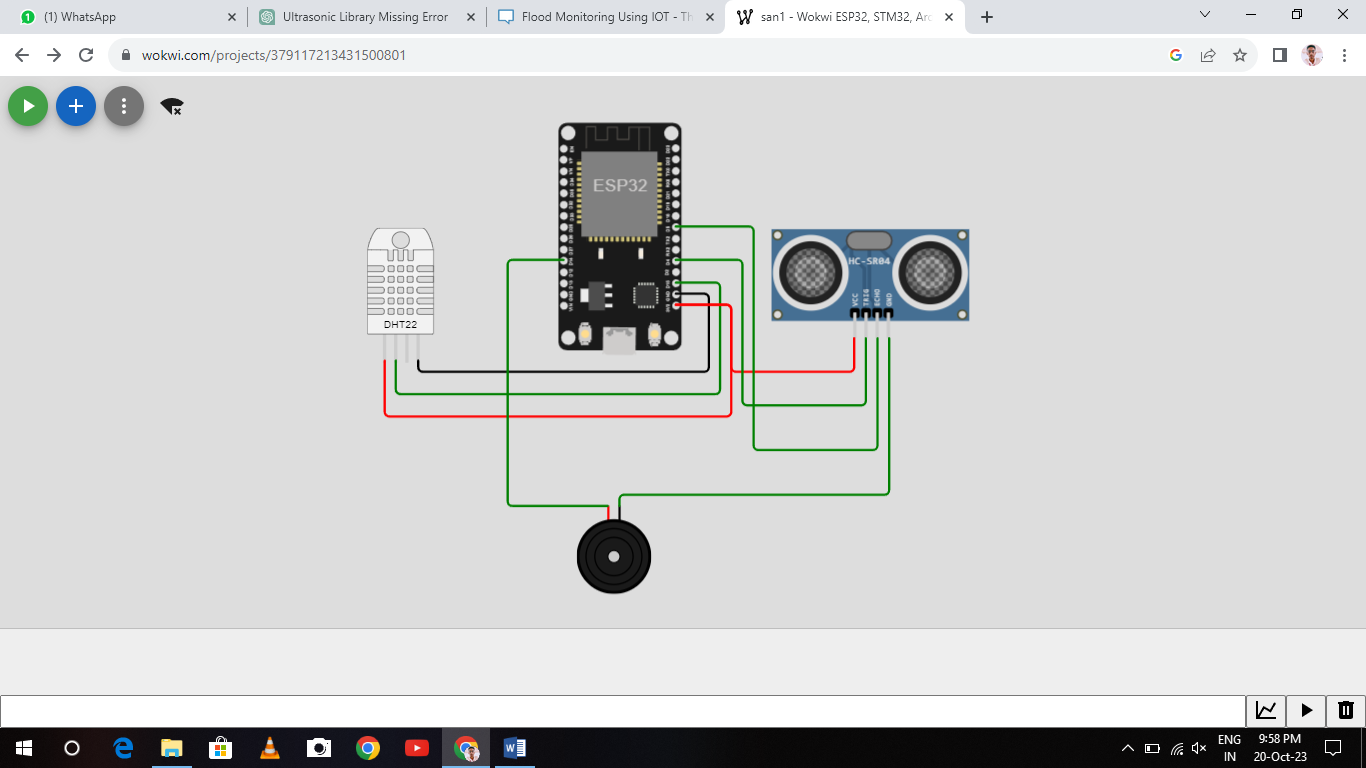 (1) WhatsApp
Ultrasonic Library Missing Error
Flood Monitoring Using IOT - Th
san1 - Wokwi ESP32, STM32, Ard
wokwi.com/projects/379117213431500801
ESP32
HC-SR04
VCC
TRIG
ECHO
GND
DHT22
ENG
IN
9:58 PM
20-Oct-23